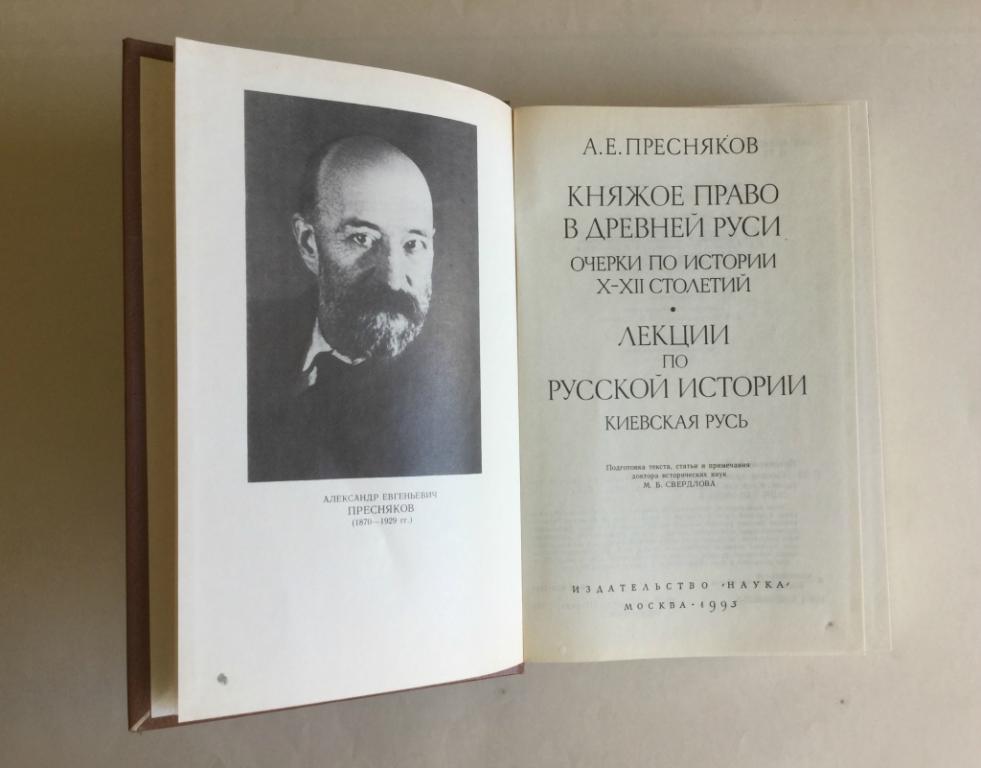 АЛЕКСАНДР ЕВГЕНЬЕВИЧ
ПРЕСНЯКОВ
(1870—1929 гг.)
А.Е.ПРЕСНЯКОВ
КНЯЖОЕ ПРАВО
В ДРЕВНЕЙ РУСИ
ОЧЕРКИ ПО ИСТОРИИ
X-XII СТОЛЕТИЙ
•
ЛЕКЦИИ
ПО
РУССКОЙ ИСТОРИИ
КИЕВСКАЯ РУСЬ
Подготовка текста, статьи и примечания
доктора исторических наук
М. Б. СВЕРДЛОВА
ИЗДАТЕЛЬСТВО «НАУКА»
МОСКВА · 1993